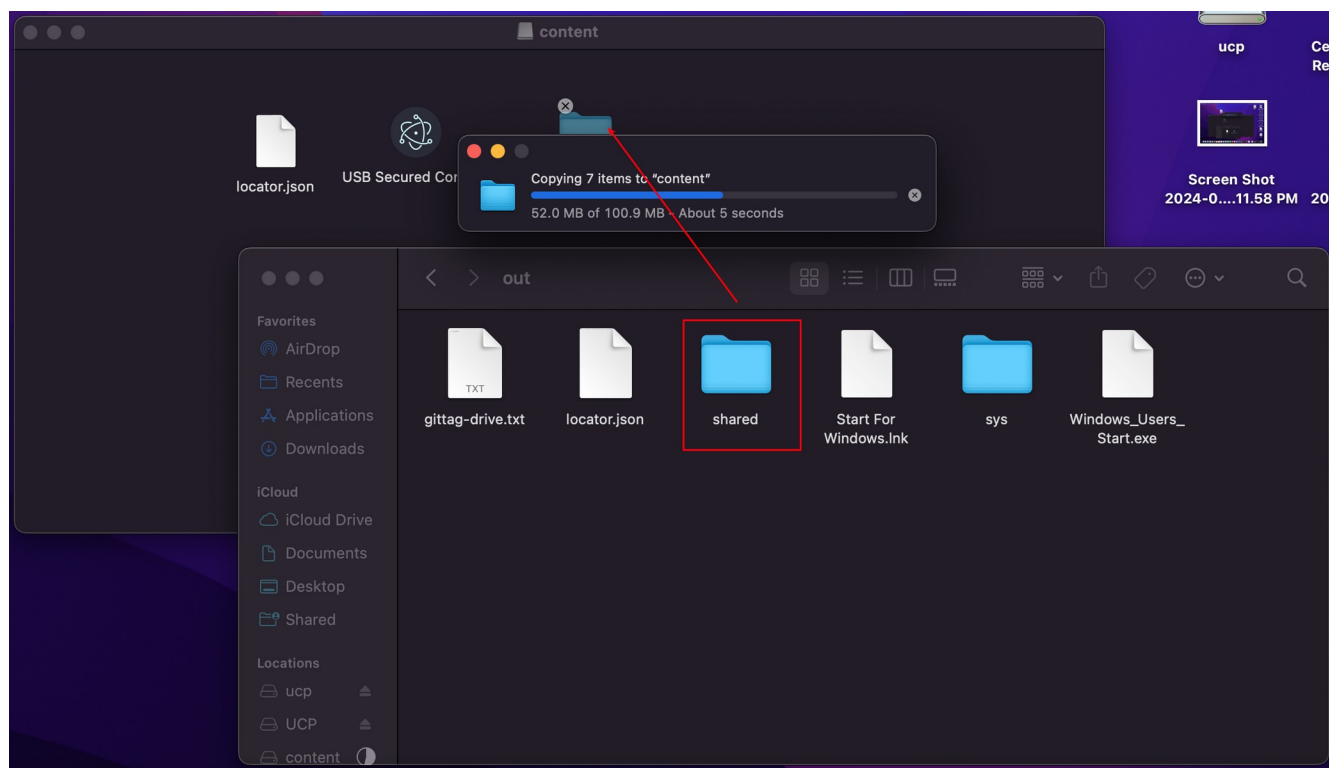 content
ucp
Ce
Re
locator.json
USB Secured Cor
Copying 7 items to “content”
52.0 MB of 100.9 MB - About 5 seconds
Screen Shot
2024-0....11.58 PM
20
out
Favorites
AirDrop
Recents
Applications
Downloads
iCloud
iCloud Drive
Documents
Desktop
Shared
Locations
ucp
UCP
content
TXT
gittag-drive.txt
locator.json
shared
Start For
Windows.lnk
sys
Windows_Users_
Start.exe